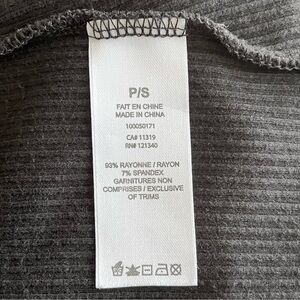 P/S
FAIT EN CHINE
MADE IN CHINA
100050171
CA# 11319
RN# 121340
93% RAYONNE / RAYON
7% SPANDEX
GARNITURES NON
COMPRISES / EXCLUSIVE
OF TRIMS